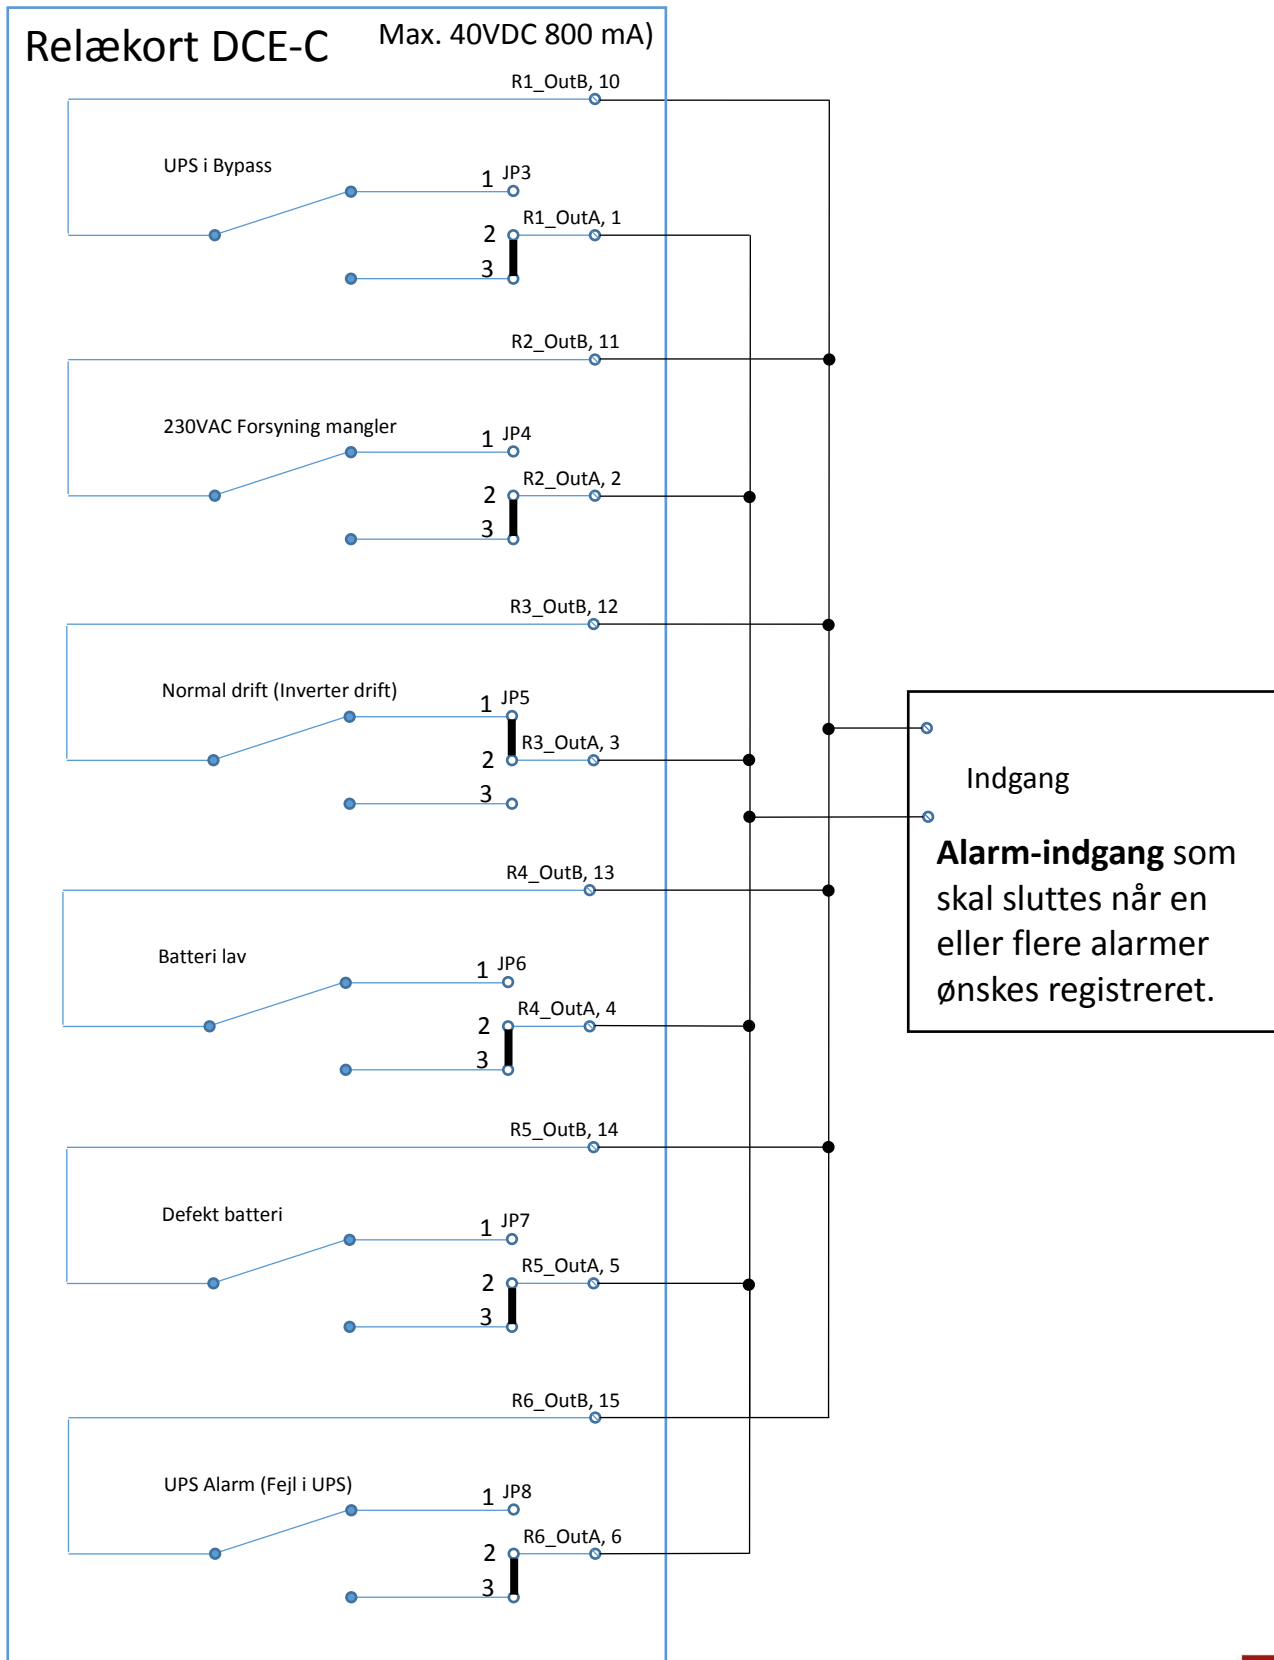 Relækort DCE-C
Max. 40VDC 800 mA)
R1_OutB, 10
UPS i Bypass
1 JP3
R1_OutA, 1
2
3
R2_OutB, 11
230VAC Forsyning mangler
1 JP4
R2_OutA, 2
2
3
R3_OutB, 12
Normal drift (Inverter drift)
1 JP5
R3_OutA, 3
2
3
Indgang
Alarm-indgang som
skal sluttes når en
eller flere alarmer
ønskes registreret.
R4_OutB, 13
Batteri lav
1 JP6
R4_OutA, 4
2
3
R5_OutB, 14
Defekt batteri
1 JP7
R5_OutA, 5
2
3
R6_OutB, 15
UPS Alarm (Fejl i UPS)
1 JP8
R6_OutA, 6
2
3